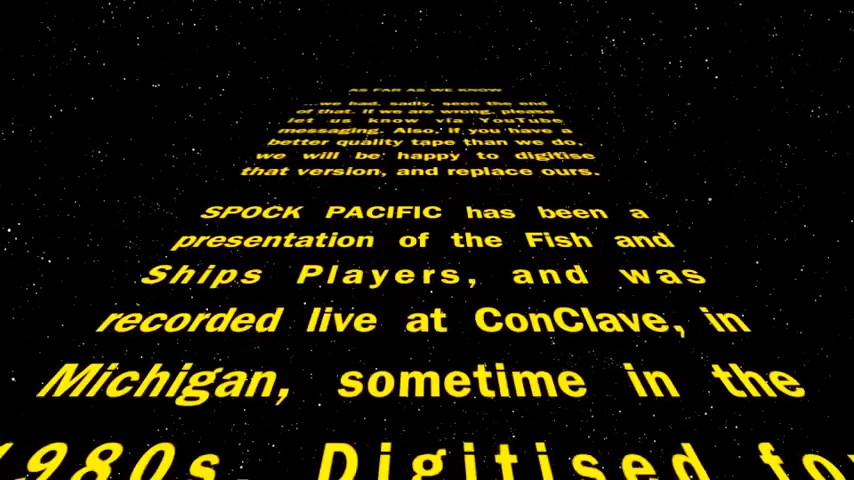 AS FAR AS WE KNOW
...we had, sadly, seen the end
of that. If we are wrong, please
let us know via YouTube
messaging. Also, if you have a
better quality tape than we do,
we will be happy to digitise
that version, and replace ours.
SPOCK PACIFIC has been a
presentation of the Fish and
Ships Players, and was
recorded live at ConClave, in
Michigan, sometime in the
1980s. Digitised for